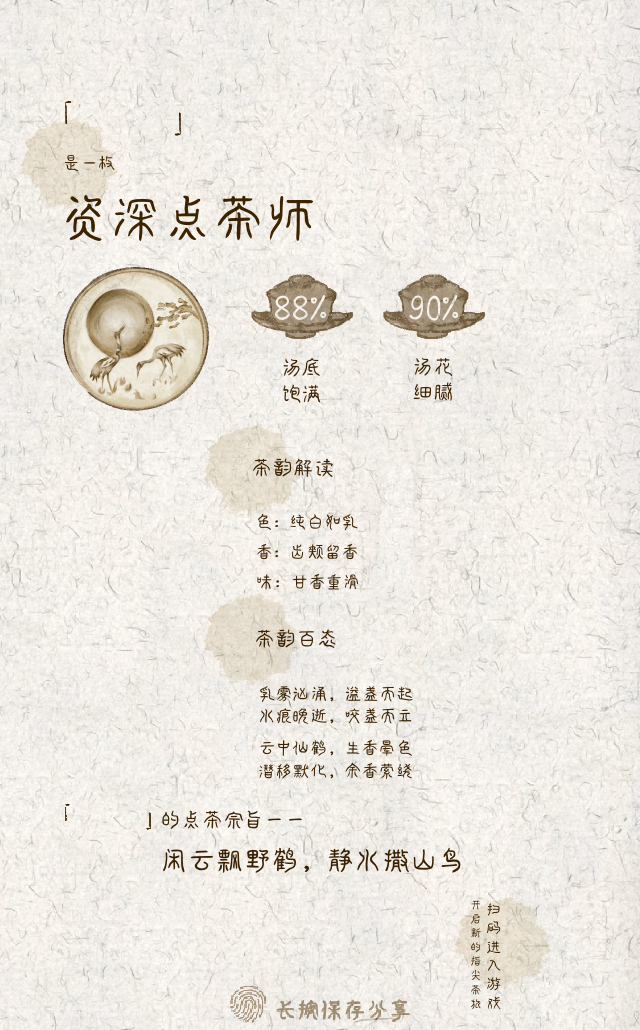 「 」
是一枚
资深点茶师
88% 90%
汤底 汤花
饱满 细腻
茶韵解读
色：纯白如乳
香：齿颊留香
味：甘香重滑
茶韵百态
乳雾汹涌，溢盏而起
水痕晚逝，咬盏而立
云中仙鹤，生香晕色
潜移默化，余香萦绕
「 」的点茶宗旨——
闲云飘野鹤，静水撒山鸟
扫码进入游戏
开启新的指尖茶旅
长按保存分享